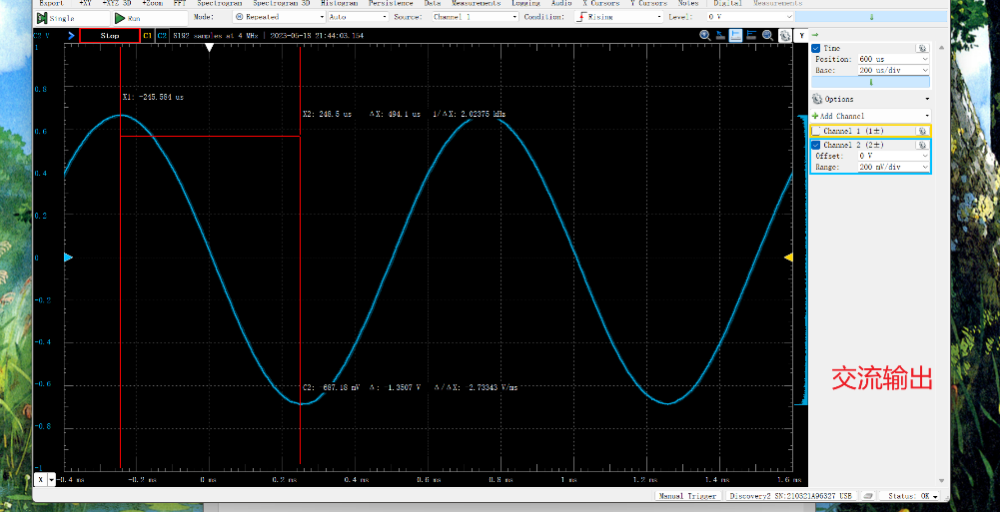 Export +XY +XYZ 3D +Zoom FFT Spectrogram Spectrogram 3D Histogram Persistence Data Measurements Logging Audio X Cursors Y Cursors Notes Digital Measurements
Single Run Mode: Repeated Auto Source: Channel 1 Condition: Rising Level: 0 V
C2 V Stop C1 C2 8192 samples at 4 MHz | 2023-05-18 21:44:03.154 Y
1
0.8
0.6
0.4
0.2
0
-0.2
-0.4
-0.6
-0.8
-1
X1: -245.584 us
X2: 248.5 us ΔX: 494.1 us 1/ΔX: 2.02375 kHz
C2: -687.18 mV Δ: -1.3507 V Δ/ΔX: -2.73343 V/ms
X -0.4 ms -0.2 ms 0 ms 0.2 ms 0.4 ms 0.6 ms 0.8 ms 1 ms 1.2 ms 1.4 ms 1.6 ms
Time
Position: 600 us
Base: 200 us/div
Options
Add Channel
Channel 1 (1±)
Channel 2 (2±)
Offset: 0 V
Range: 200 mV/div
交流输出
Manual Trigger Discovery2 SN:210321A96327 USB Status: OK